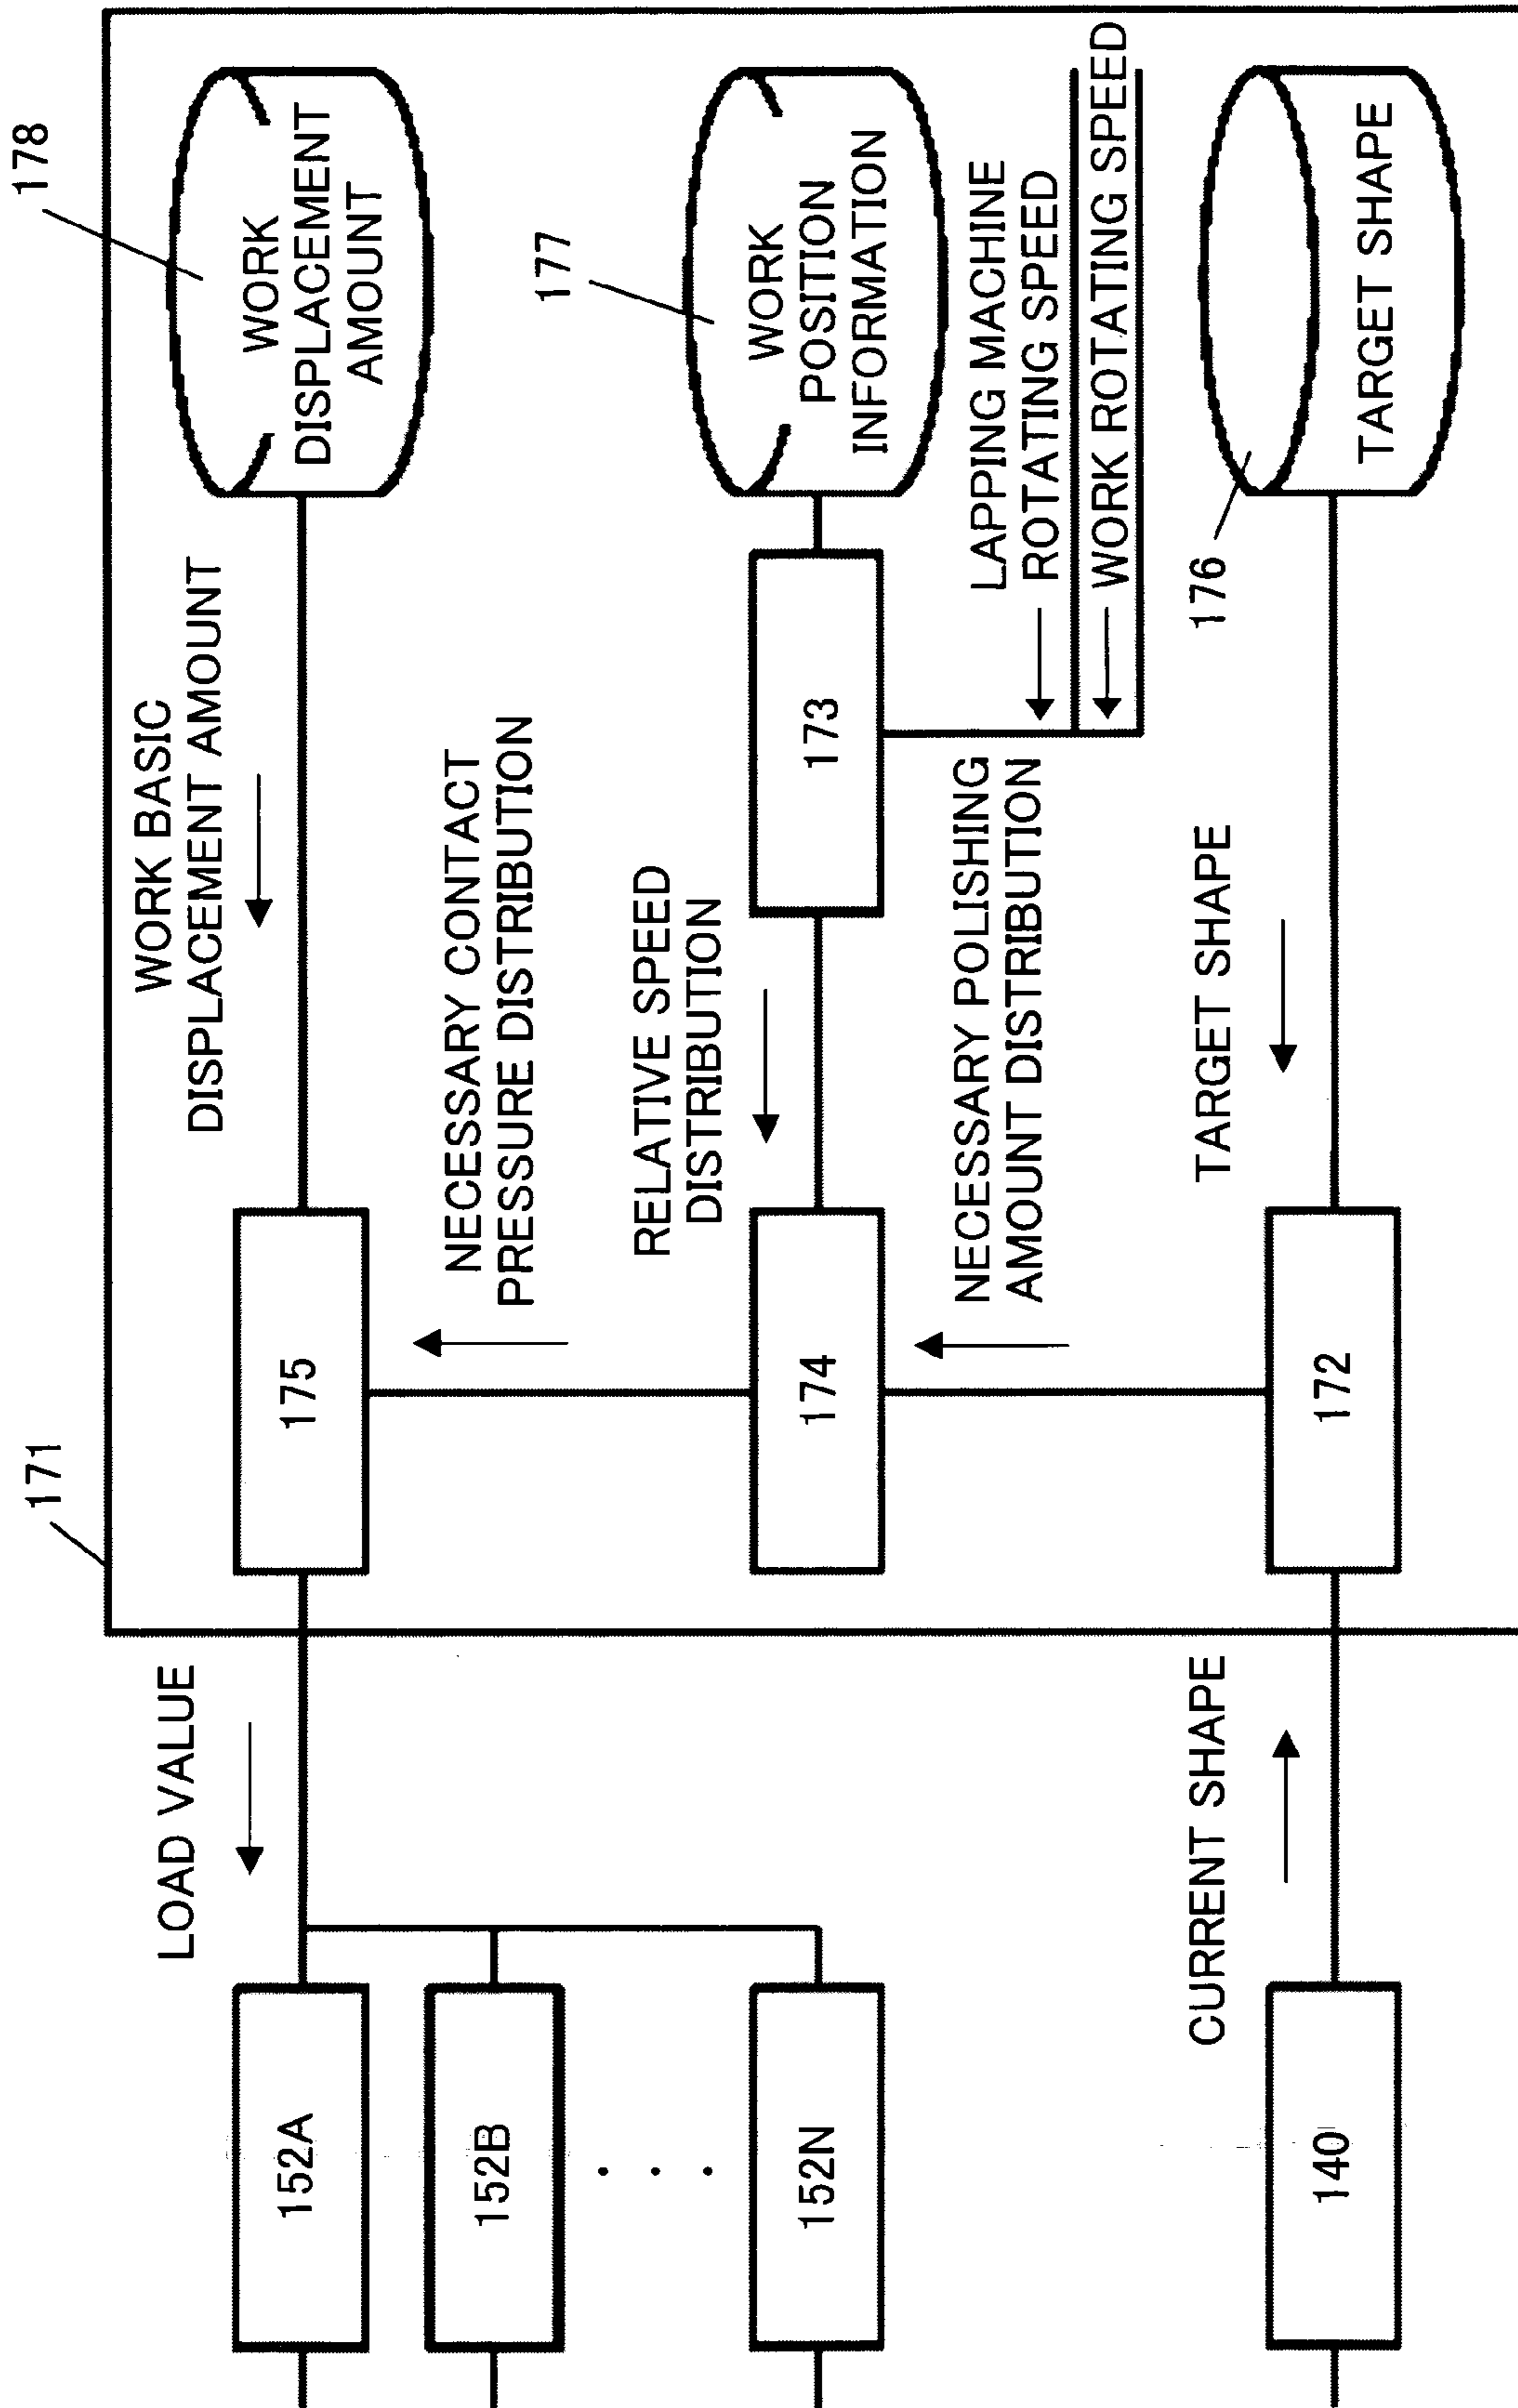 171
178
WORK
DISPLACEMENT
AMOUNT
WORK BASIC
DISPLACEMENT AMOUNT
LOAD VALUE
175
152A
NECESSARY CONTACT
PRESSURE DISTRIBUTION
152B
. . .
177
WORK
POSITION
INFORMATION
RELATIVE SPEED
DISTRIBUTION
173
174
152N
LAPPING MACHINE
ROTATING SPEED
WORK ROTATING SPEED
NECESSARY POLISHING
AMOUNT DISTRIBUTION
176
TARGET SHAPE
TARGET SHAPE
CURRENT SHAPE
172
140